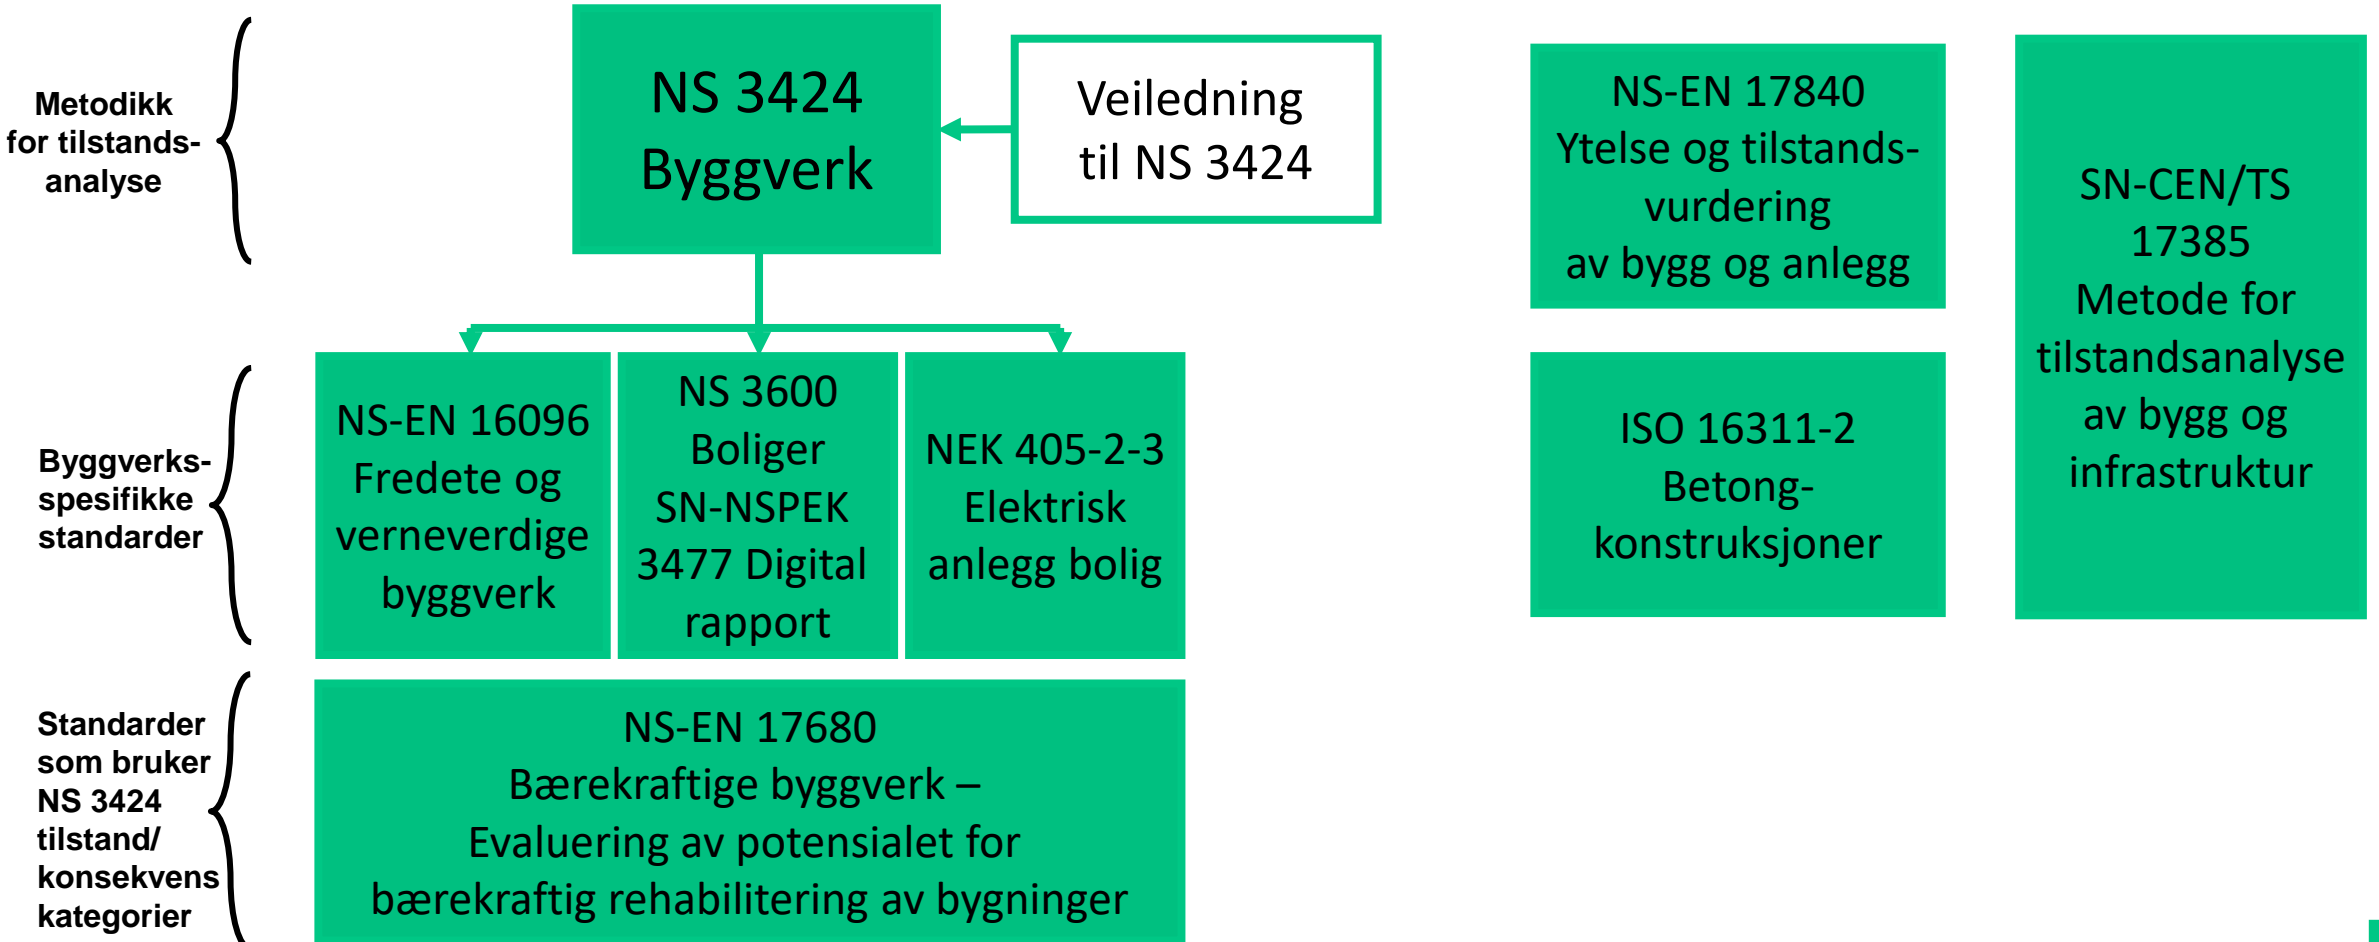 Metodikk
for tilstands-
analyse
NS 3424
Byggverk
Veiledning
til NS 3424
NS-EN 17840
Ytelse og tilstands-
vurdering
av bygg og anlegg
SN-CEN/TS
17385
Metode for
tilstandsanalyse
av bygg og
infrastruktur
Byggverks-
spesifikke
standarder
NS-EN 16096
Fredete og
verneverdige
byggverk
NS 3600
Boliger
SN-NSPEK
3477 Digital
rapport
NEK 405-2-3
Elektrisk
anlegg bolig
ISO 16311-2
Betong-
konstruksjoner
Standarder
som bruker
NS 3424
tilstand/
konsekvens
kategorier
NS-EN 17680
Bærekraftige byggverk –
Evaluering av potensialet for
bærekraftig rehabilitering av bygninger